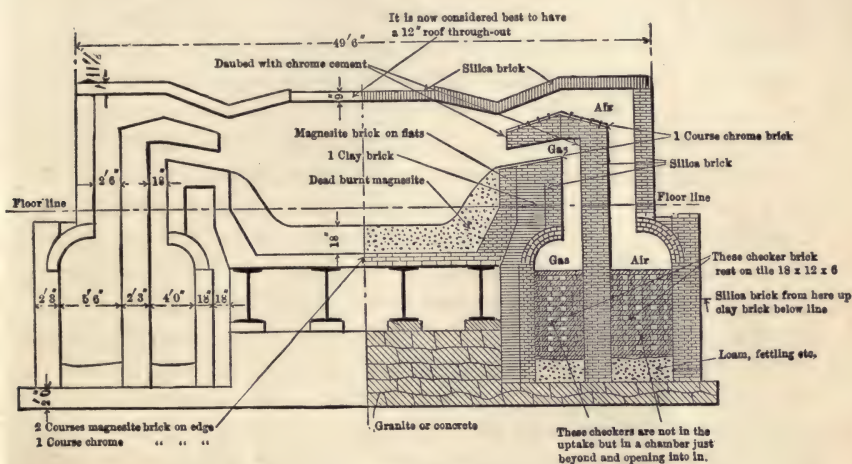 It is now considered best to have
a 12" roof through-out
49'6"
Daubed with chrome cement
Silica brick
9"
Air
Magnesite brick on flats
1 Course chrome brick
Gas
1 Clay brick
Silica brick
Dead burnt magnesite
2'6"
18"
Floor line
Floor line
18"
Gas
Air
These checker brick
rest on tile 18 x 12 x 6
2'3"
5'6"
2'3"
4'0"
18"
18"
Silica brick from here up
clay brick below line
Loam, fettling etc,
2'0"
2 Courses magnesite brick on edge
1 Course chrome " " "
Granite or concrete
These checkers are not in the
uptake but in a chamber just
beyond and opening into in.